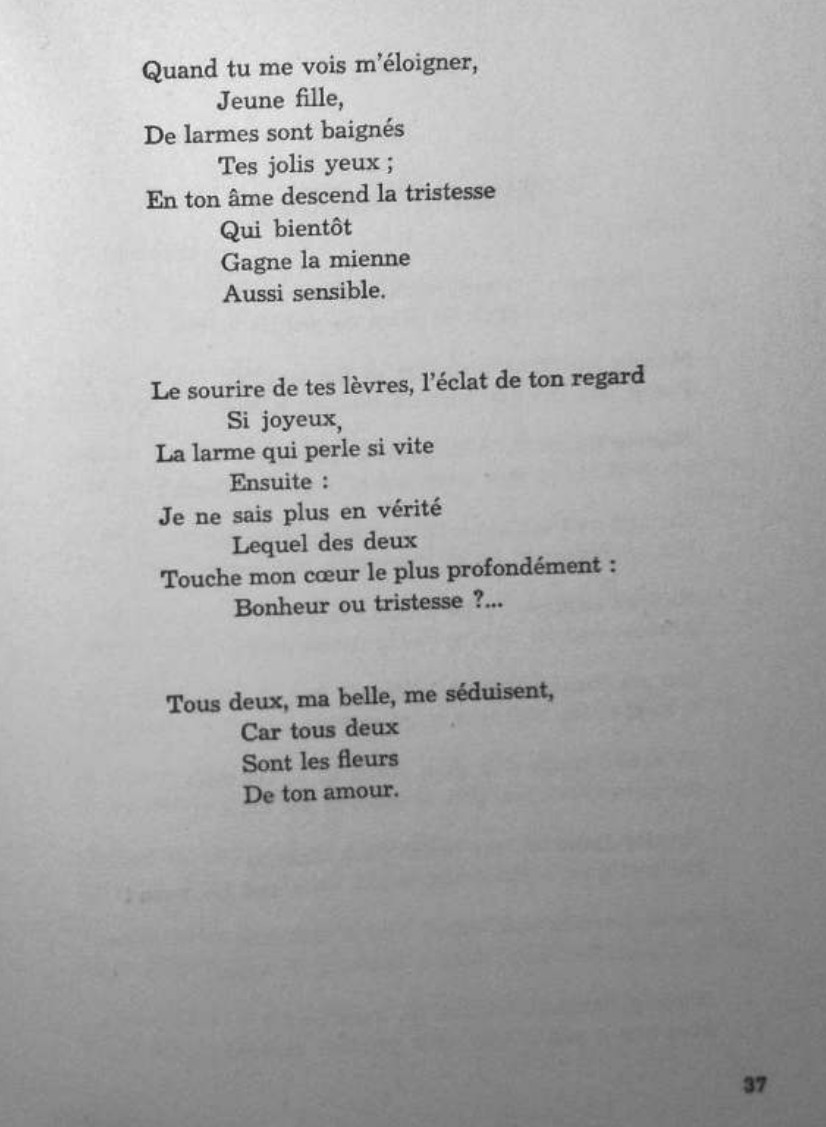 Quand tu me vois m'éloigner,
Jeune fille,
De larmes sont baignés
Tes jolis yeux ;
En ton âme descend la tristesse
Qui bientôt
Gagne la mienne
Aussi sensible.
Le sourire de tes lèvres, l'éclat de ton regard
Si joyeux,
La larme qui perle si vite
Ensuite :
Je ne sais plus en vérité
Lequel des deux
Touche mon cœur le plus profondément :
Bonheur ou tristesse ?...
Tous deux, ma belle, me séduisent,
Car tous deux
Sont les fleurs
De ton amour.
37